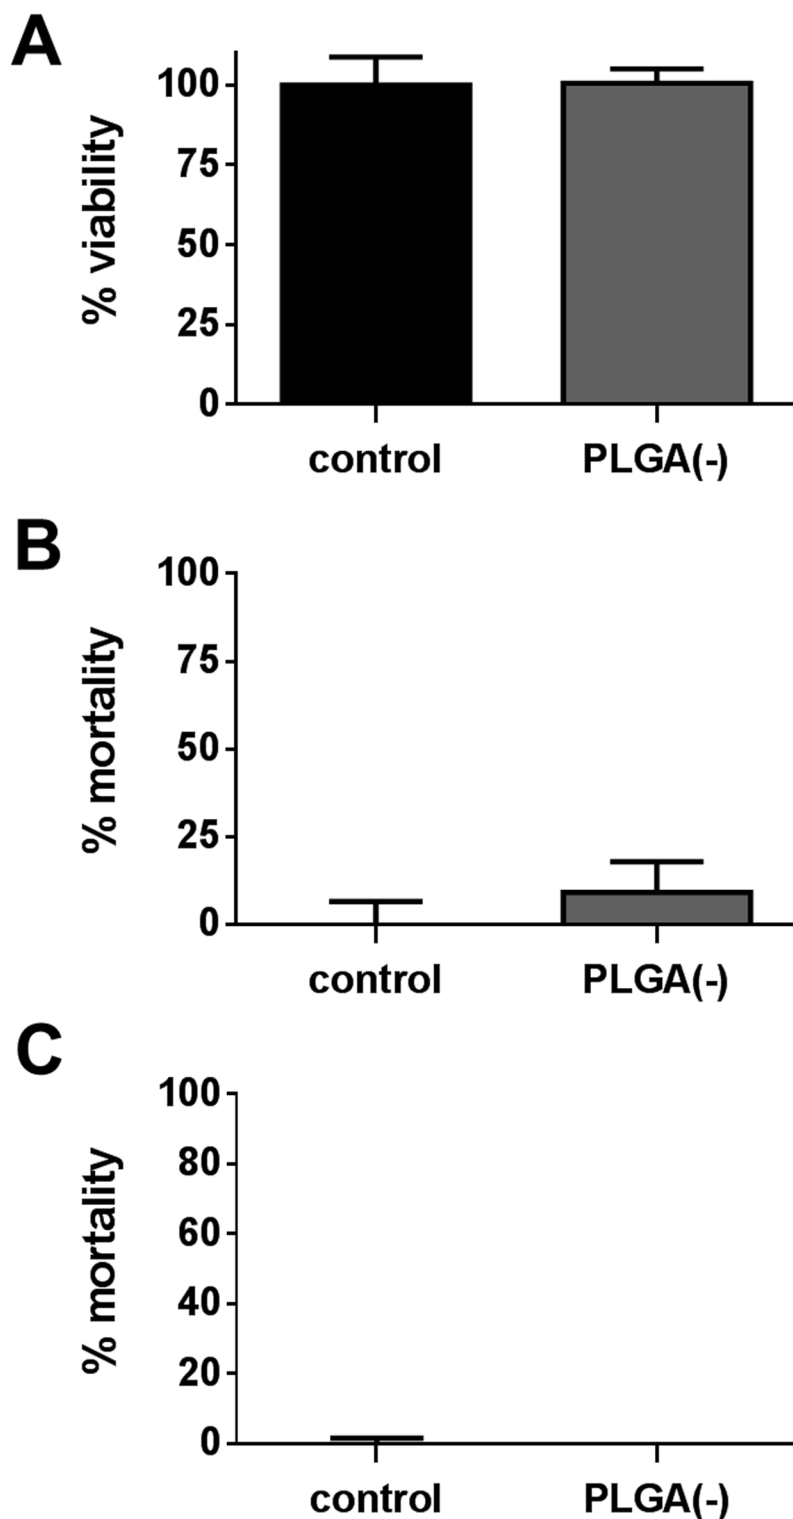 A
% viability
100
75
50
25
0
control PLGA(-)
B
% mortality
100
75
50
25
0
control PLGA(-)
C
% mortality
100
80
60
40
20
0
control PLGA(-)